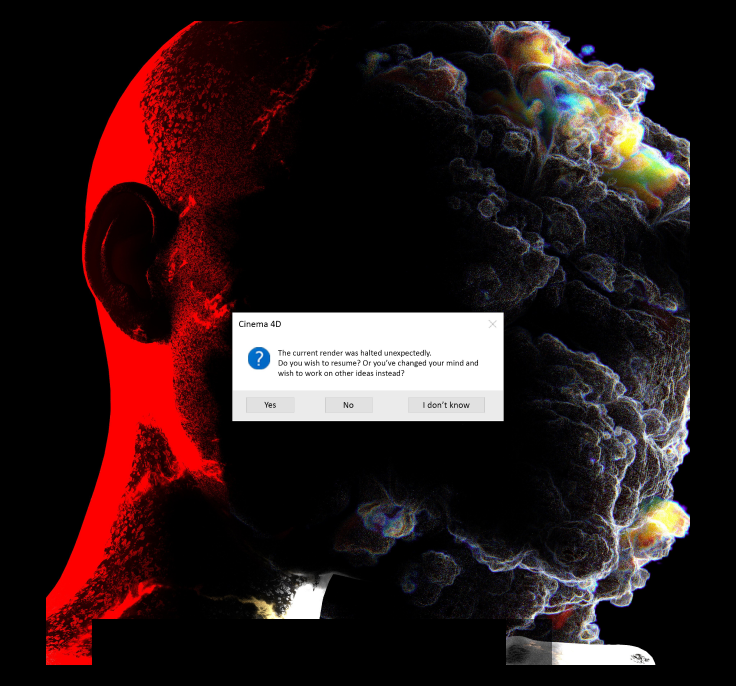 Cinema 4D
?
The current render was halted unexpectedly.
Do you wish to resume? Or you've changed your mind and
wish to work on other ideas instead?
Yes No I don't know